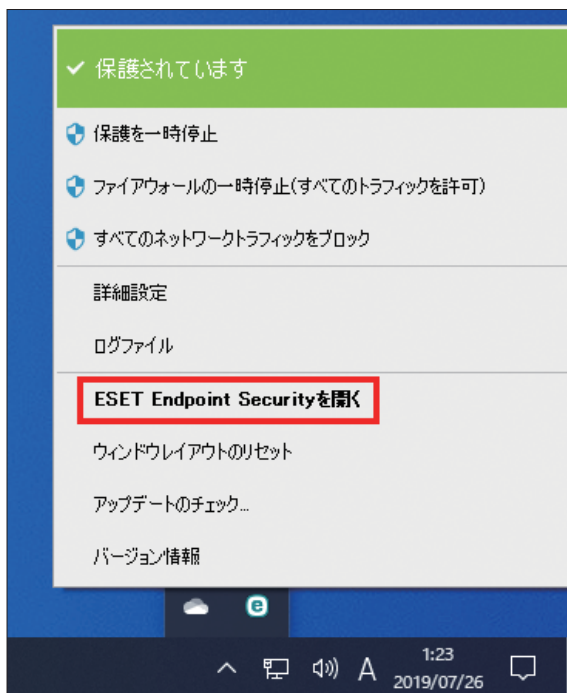 保護されています
保護を一時停止
ファイアウォールの一時停止(すべてのトラフィックを許可)
すべてのネットワークトラフィックをブロック
詳細設定
ログファイル
ESET Endpoint Securityを開く
ウィンドウレイアウトのリセット
アップデートのチェック...
バージョン情報
e
A
1:23
2019/07/26